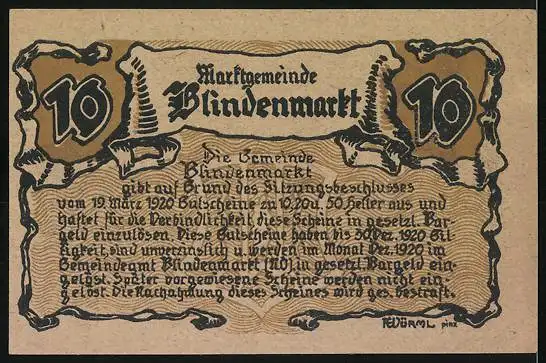 Marktgemeinde
Blindenmarkt
10
10
Die Gemeinde
Blindenmarkt
gibt auf Grund des Sitzungsbeschlusses
vom 19. März 1920 Gutscheine zu 10,20 u. 50 Heller aus und
haftet für die Verbindlichkeit, diese Scheine in gesetzl. Bar-
geld einzulösen. Diese Gutscheine haben bis 30. Dez. 1920 Gil-
tigkeit, sind unverzinslich u. werden im Monat Dez. 1920 im
Gemeindeamt Blindenmarkt (NÖ) in gesetzl. Bargeld ein-
gelöst. Später vorgewiesene Scheine werden nicht ein-
gelöst. Die Nachahmung dieses Scheines wird ges. bestraft.
WÜRML pinx